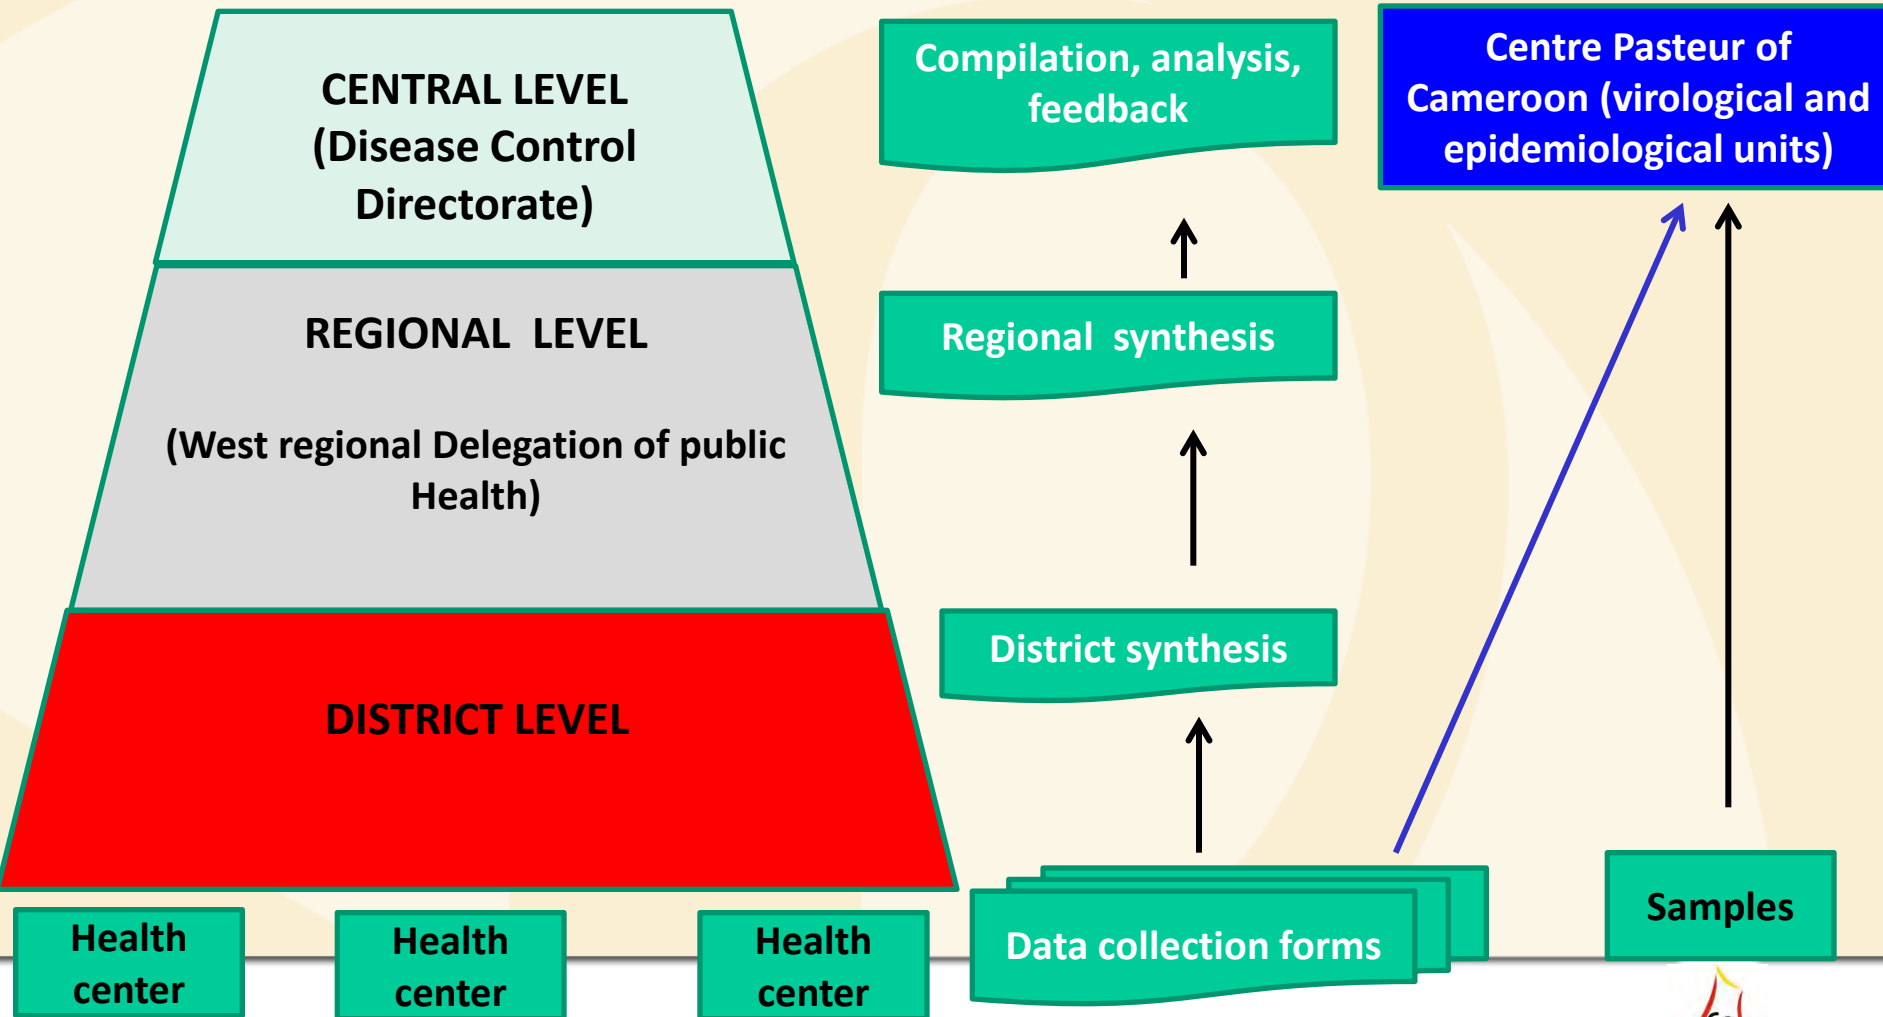 CENTRAL LEVEL
(Disease Control
Directorate)
REGIONAL LEVEL
(West regional Delegation of public
Health)
DISTRICT LEVEL
Health
center
Health
center
Health
center
Compilation, analysis,
feedback
Regional synthesis
District synthesis
Data collection forms
Centre Pasteur of
Cameroon (virological and
epidemiological units)
Samples